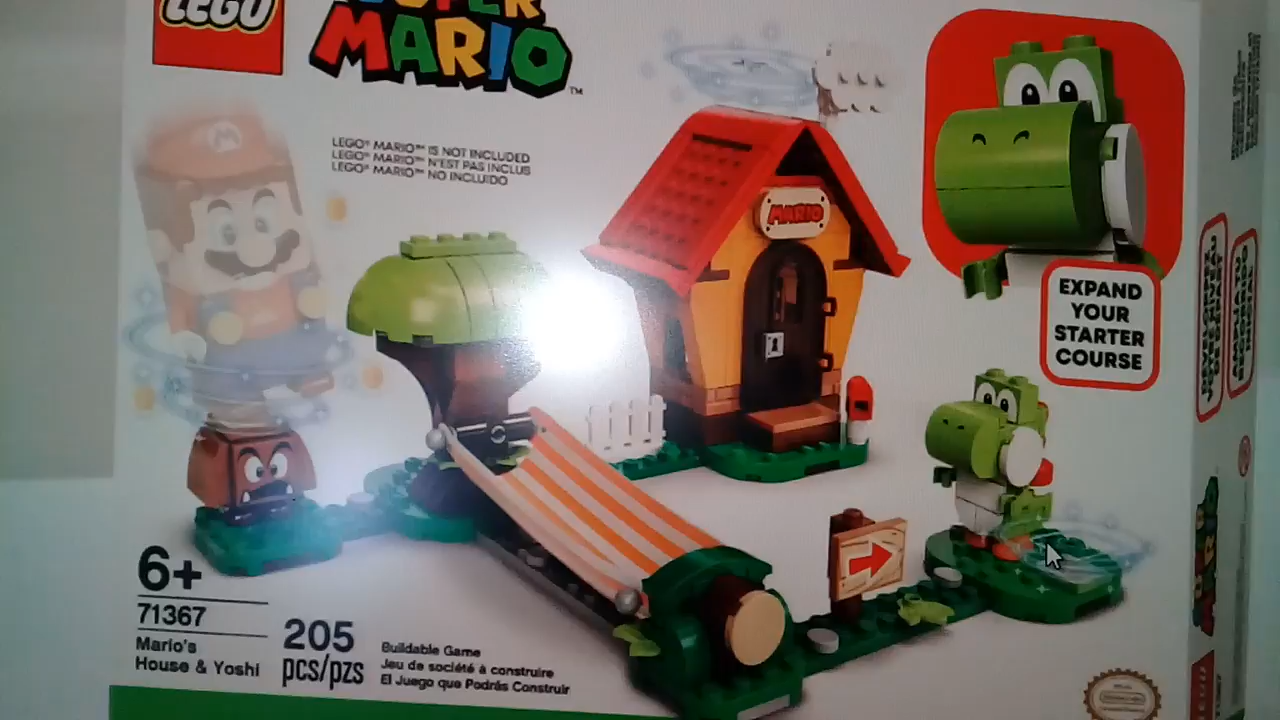 LEGO
SUPER
MARIO™
LEGO® MARIO™ IS NOT INCLUDED
LEGO® MARIO™ N'EST PAS INCLUS
LEGO® MARIO™ NO INCLUIDO
M
MARIO
EXPAND
YOUR
STARTER
COURSE
6+
71367
Mario's
House & Yoshi
205
pcs/pzs
Buildable Game
Jeu de société à construire
El Juego que Podrás Construir